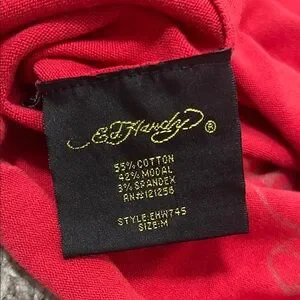 Ed Hardy ®
55% COTTON
42% MODAL
3% SPANDEX
RN#:121256
STYLE:EHW745
SIZE:M